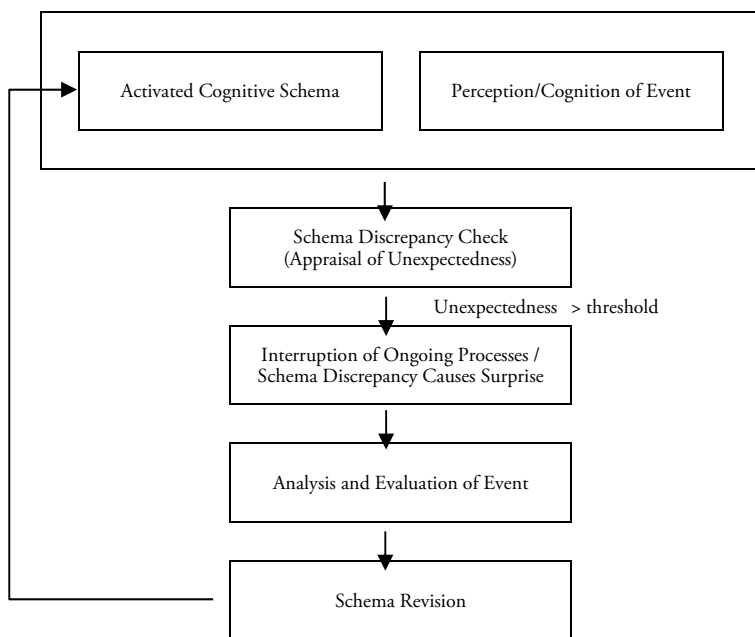 Activated Cognitive Schema
Perception/Cognition of Event
Schema Discrepancy Check
(Appraisal of Unexpectedness)
Unexpectedness > threshold
Interruption of Ongoing Processes /
Schema Discrepancy Causes Surprise
Analysis and Evaluation of Event
Schema Revision